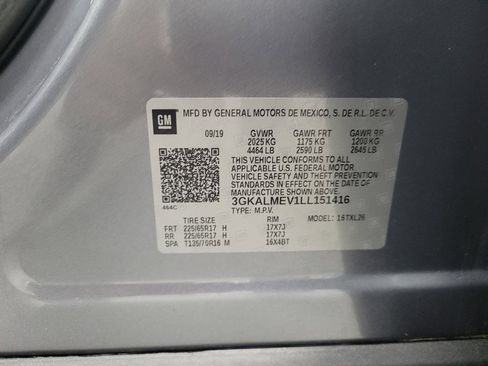 GM
MFD BY GENERAL MOTORS DE MEXICO, S. DE R.L. DE C.V.
09/19 GVWR GAWR FRT GAWR RR
2025 KG 1175 KG 1200 KG
4464 LB 2590 LB 2645 LB
THIS VEHICLE CONFORMS TO ALL
APPLICABLE U.S. FEDERAL MOTOR
VEHICLE SAFETY AND THEFT PREVENTION
STANDARDS IN EFFECT ON THE DATE OF
MANUFACTURE SHOWN ABOVE.
3GKALMEV1LL151416
464C TYPE: M.P.V.
TIRE SIZE RIM MODEL: 16TXL26
FRT 225/65R17 H 17X7J
RR 225/65R17 H 17X7J
SPA T135/70R16 M 16X4BT